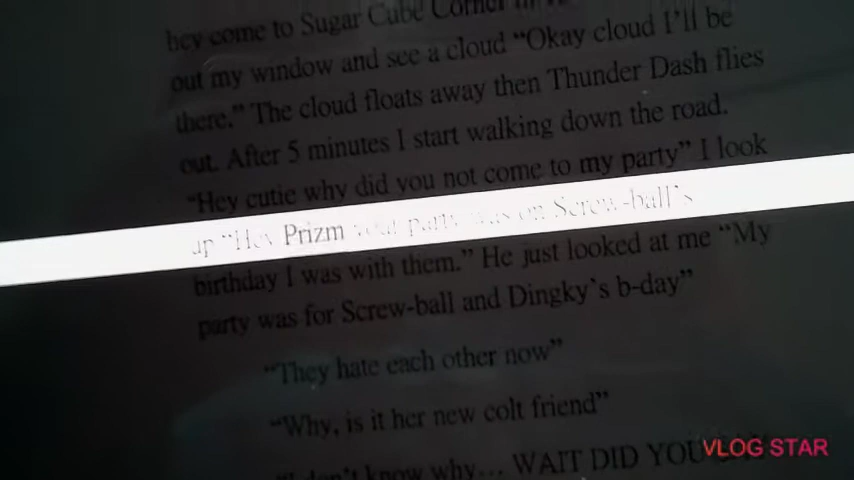 hey come to Sugar Cube Corner
out my window and see a cloud “Okay cloud I’ll be
there.” The cloud floats away then Thunder Dash flies
out. After 5 minutes I start walking down the road.
“Hey cutie why did you not come to my party” I look
up “Hey Prizm your party was on Screw-ball’s
birthday I was with them.” He just looked at me “My
party was for Screw-ball and Dingky’s b-day”
“They hate each other now”
“Why, is it her new colt friend”
“I don’t know why… WAIT DID YOU
VLOG STAR